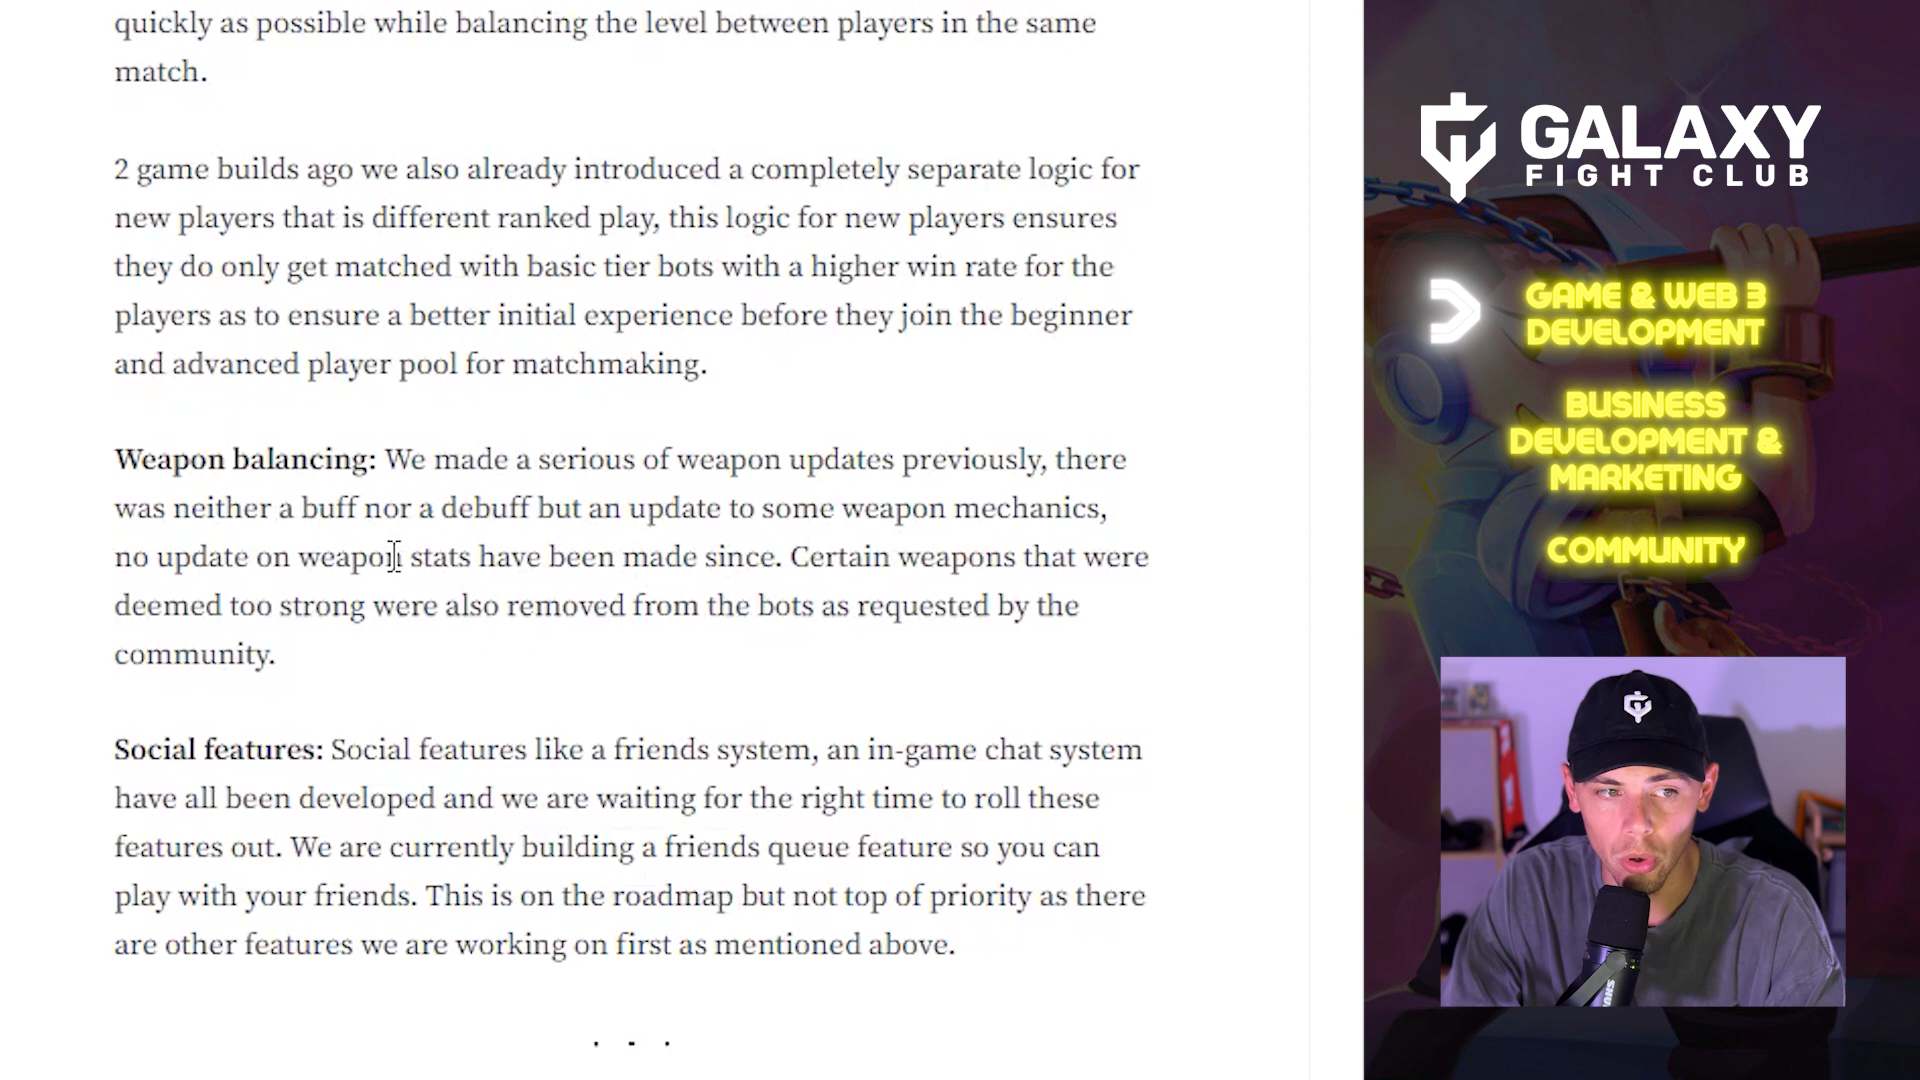 quickly as possible while balancing the level between players in the same
match.
2 game builds ago we also already introduced a completely separate logic for
new players that is different ranked play, this logic for new players ensures
they do only get matched with basic tier bots with a higher win rate for the
players as to ensure a better initial experience before they join the beginner
and advanced player pool for matchmaking.
Weapon balancing: We made a serious of weapon updates previously, there
was neither a buff nor a debuff but an update to some weapon mechanics,
no update on weapon stats have been made since. Certain weapons that were
deemed too strong were also removed from the bots as requested by the
community.
Social features: Social features like a friends system, an in-game chat system
have all been developed and we are waiting for the right time to roll these
features out. We are currently building a friends queue feature so you can
play with your friends. This is on the roadmap but not top of priority as there
are other features we are working on first as mentioned above.
GALAXY
FIGHT CLUB
GAME & WEB 3
DEVELOPMENT
BUSINESS
DEVELOPMENT &
MARKETING
COMMUNITY